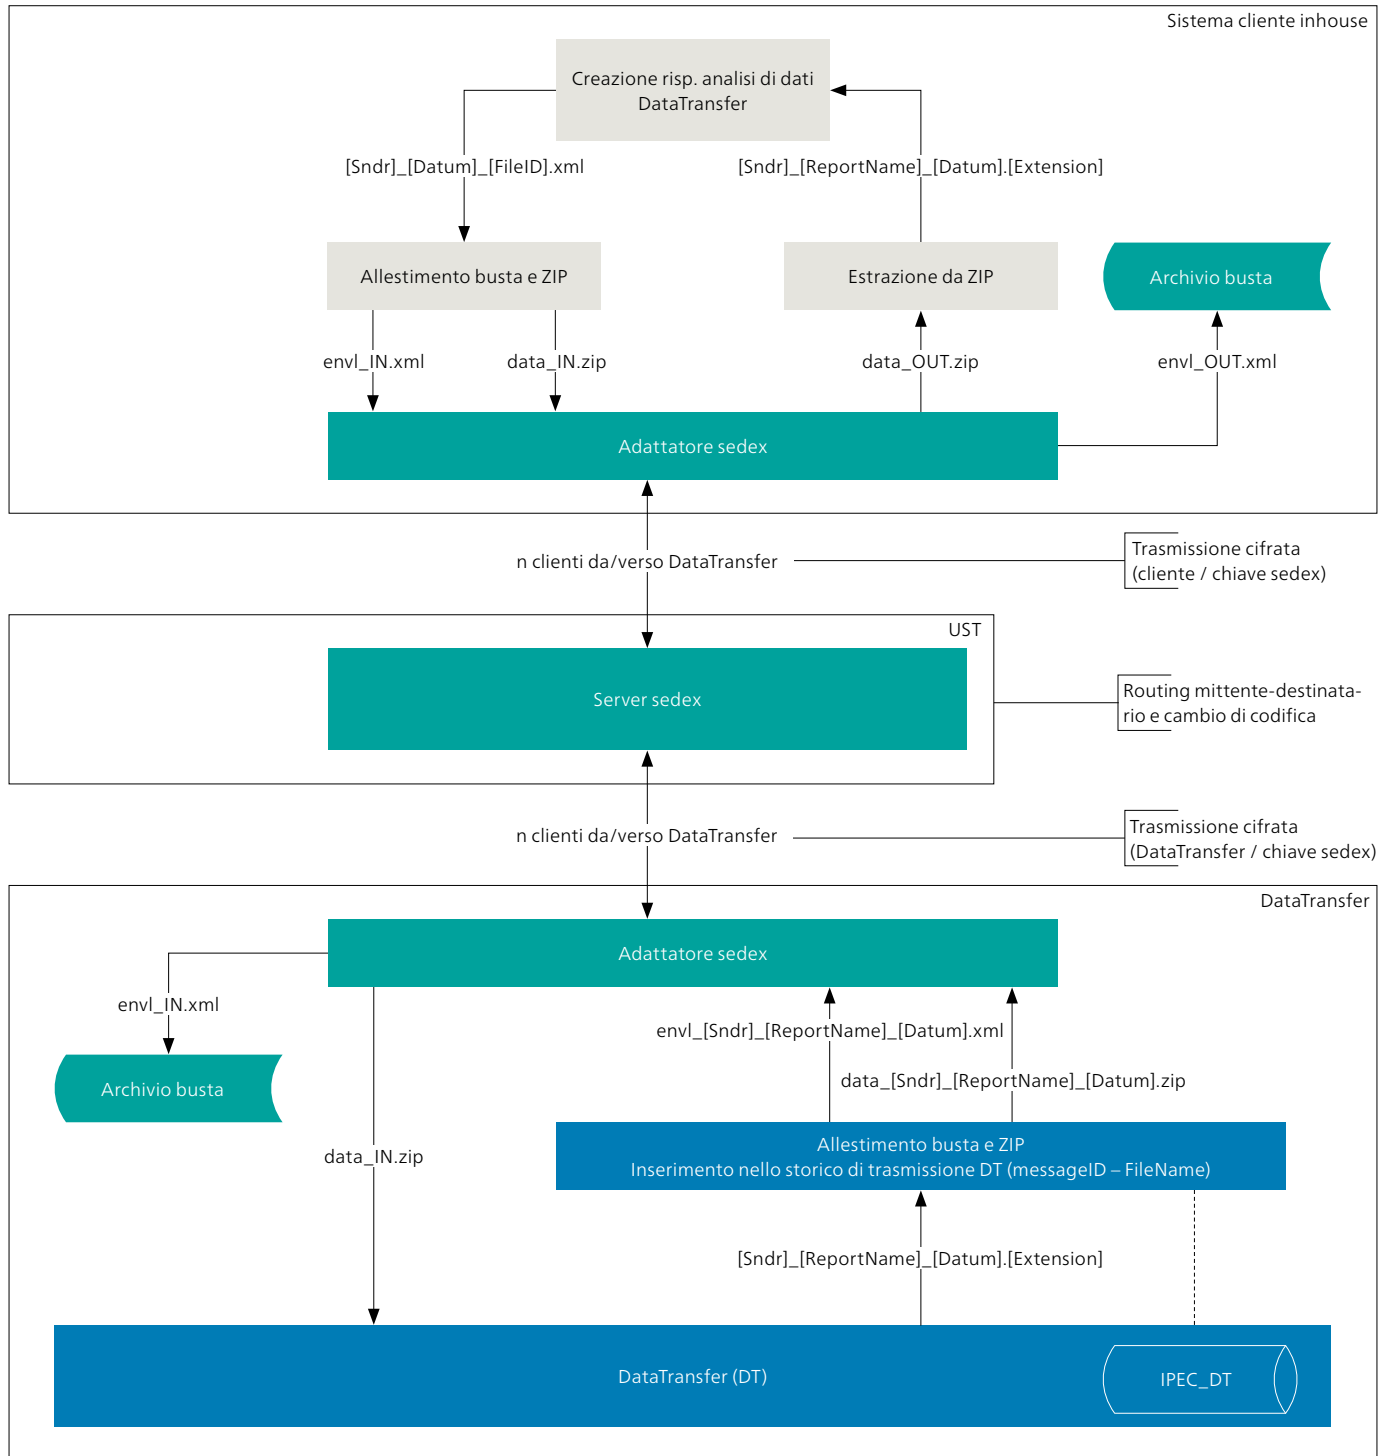 Sistema cliente inhouse
Creazione risp. analisi di dati
DataTransfer
[Sndr]_[Datum]_[FileID].xml
[Sndr]_[ReportName]_[Datum].[Extension]
Allestimento busta e ZIP
Estrazione da ZIP
Archivio busta
envl_IN.xml
data_IN.zip
data_OUT.zip
envl_OUT.xml
Adattatore sedex
n clienti da/verso DataTransfer
Trasmissione cifrata
(cliente / chiave sedex)
UST
Server sedex
Routing mittente-destinata-
rio e cambio di codifica
n clienti da/verso DataTransfer
Trasmissione cifrata
(DataTransfer / chiave sedex)
DataTransfer
Adattatore sedex
envl_IN.xml
envl_[Sndr]_[ReportName]_[Datum].xml
Archivio busta
data_[Sndr]_[ReportName]_[Datum].zip
data_IN.zip
Allestimento busta e ZIP
Inserimento nello storico di trasmissione DT (messageID – FileName)
[Sndr]_[ReportName]_[Datum].[Extension]
DataTransfer (DT)
IPEC_DT